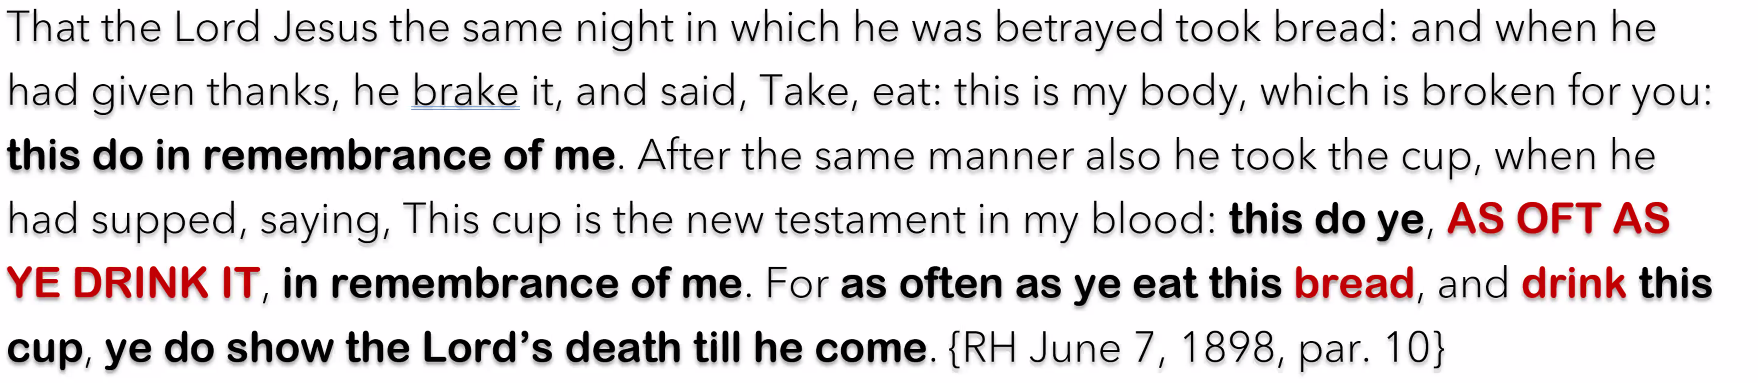 That the Lord Jesus the same night in which he was betrayed took bread: and when he
had given thanks, he brake it, and said, Take, eat: this is my body, which is broken for you:
this do in remembrance of me. After the same manner also he took the cup, when he
had supped, saying, This cup is the new testament in my blood: this do ye, AS OFT AS
YE DRINK IT, in remembrance of me. For as often as ye eat this bread, and drink this
cup, ye do show the Lord’s death till he come. {RH June 7, 1898, par. 10}